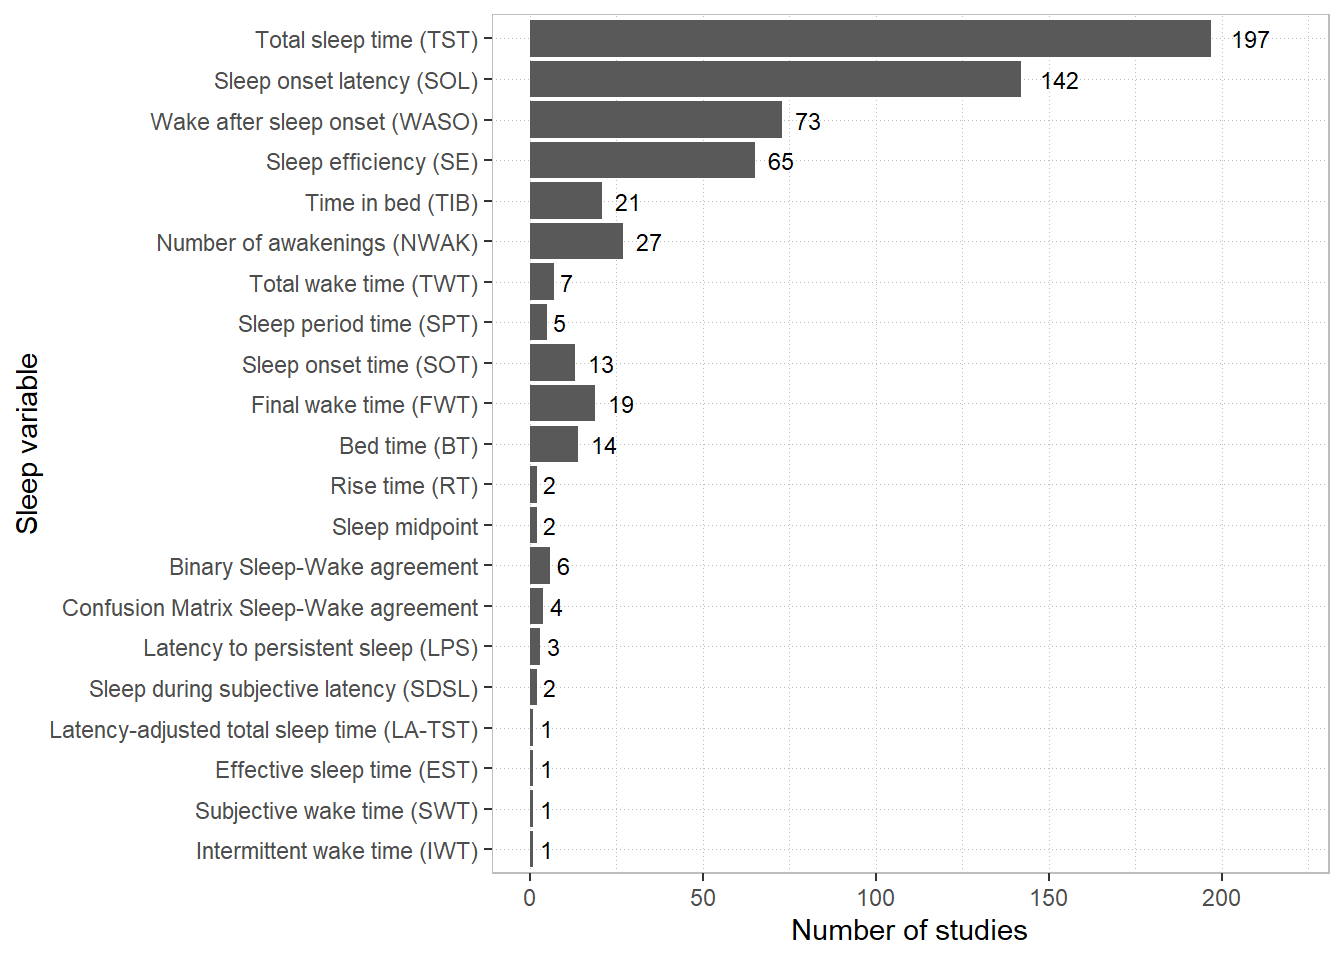 Total sleep time (TST) 197
Sleep onset latency (SOL) 142
Wake after sleep onset (WASO) 73
Sleep efficiency (SE) 65
Time in bed (TIB) 21
Number of awakenings (NWAK) 27
Total wake time (TWT) 7
Sleep period time (SPT) 5
Sleep onset time (SOT) 13
Final wake time (FWT) 19
Bed time (BT) 14
Rise time (RT) 2
Sleep midpoint 2
Binary Sleep-Wake agreement 6
Confusion Matrix Sleep-Wake agreement 4
Latency to persistent sleep (LPS) 3
Sleep during subjective latency (SDSL) 2
Latency-adjusted total sleep time (LA-TST) 1
Effective sleep time (EST) 1
Subjective wake time (SWT) 1
Intermittent wake time (IWT) 1
Sleep variable
0 50 100 150 200
Number of studies